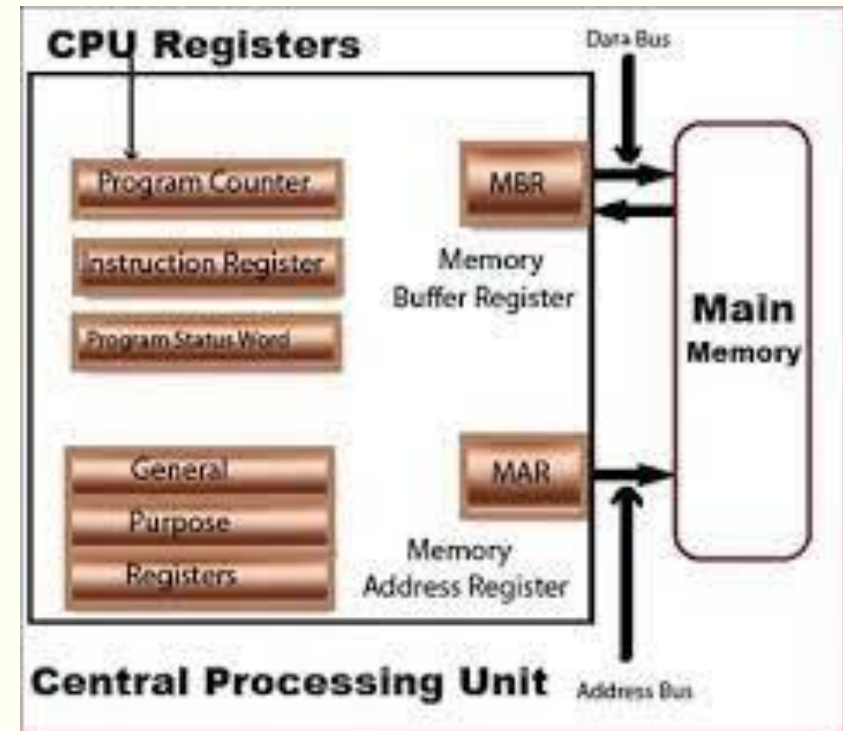 CPU Registers
Data Bus
Program Counter
MBR
Instruction Register
Memory
Buffer Register
Program Status Word
Main
Memory
General
Purpose
Registers
MAR
Memory
Address Register
Central Processing Unit
Address Bus